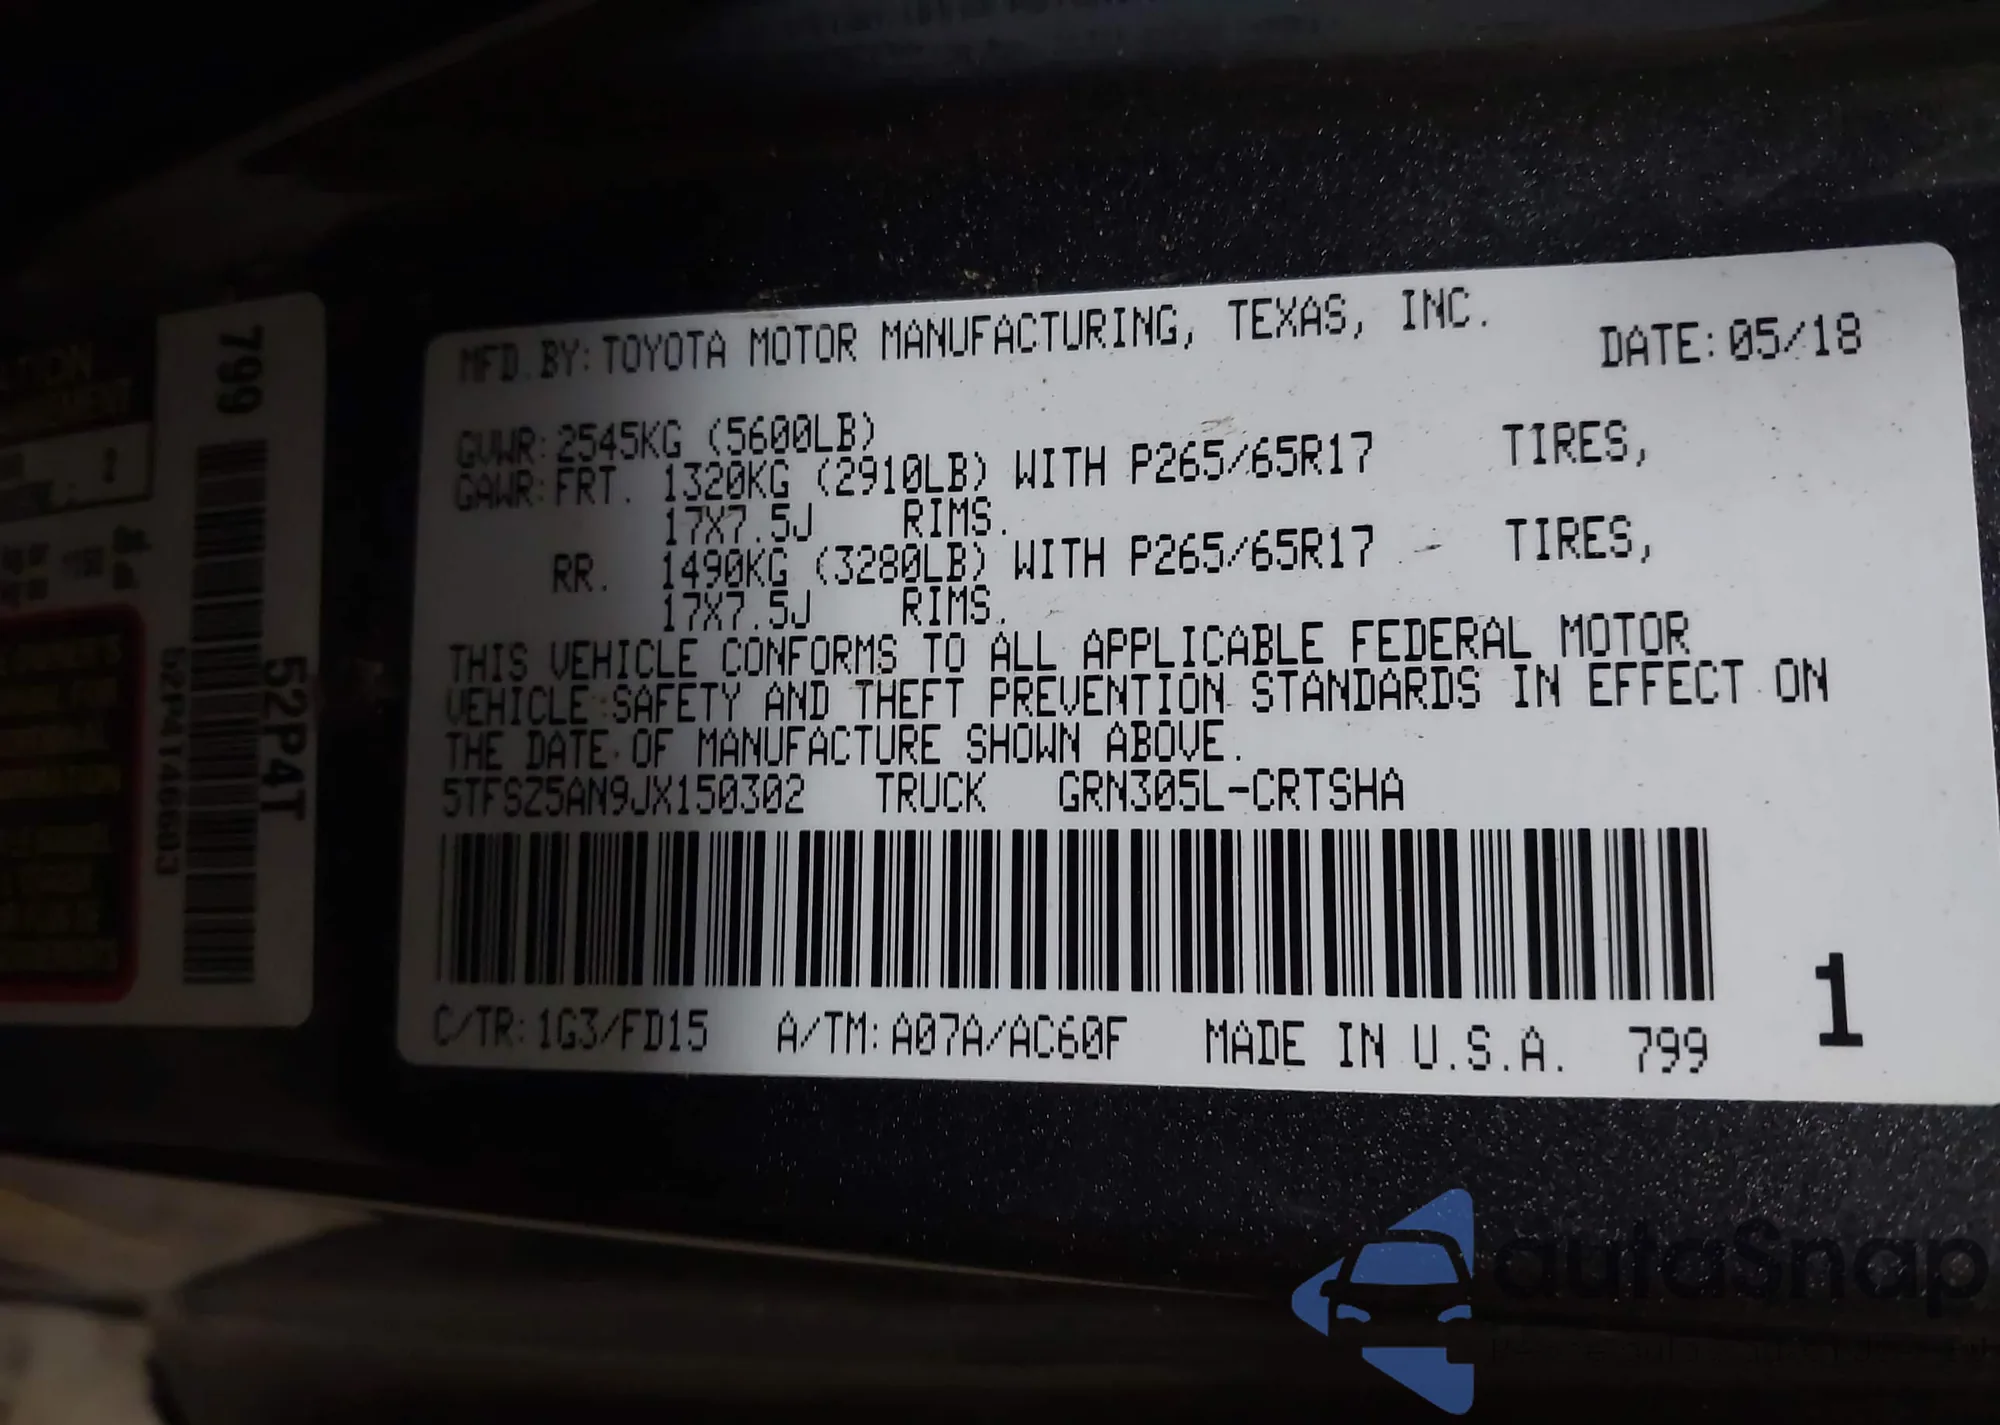 MFD.BY:TOYOTA MOTOR MANUFACTURING, TEXAS, INC. DATE:05/18
GVWR:2545KG (5600LB)
GAWR:FRT. 1320KG (2910LB) WITH P265/65R17 TIRES,
17X7.5J RIMS.
RR. 1490KG (3280LB) WITH P265/65R17 TIRES,
17X7.5J RIMS.
THIS VEHICLE CONFORMS TO ALL APPLICABLE FEDERAL MOTOR
VEHICLE SAFETY AND THEFT PREVENTION STANDARDS IN EFFECT ON
THE DATE OF MANUFACTURE SHOWN ABOVE.
5TFSZ5AN9JX150302 TRUCK GRN305L-CRTSHA
C/TR:1G3/FD15 A/TM:A07A/AC60F MADE IN U.S.A. 799
1
799
52P4T
52P4T46603
autoSnap